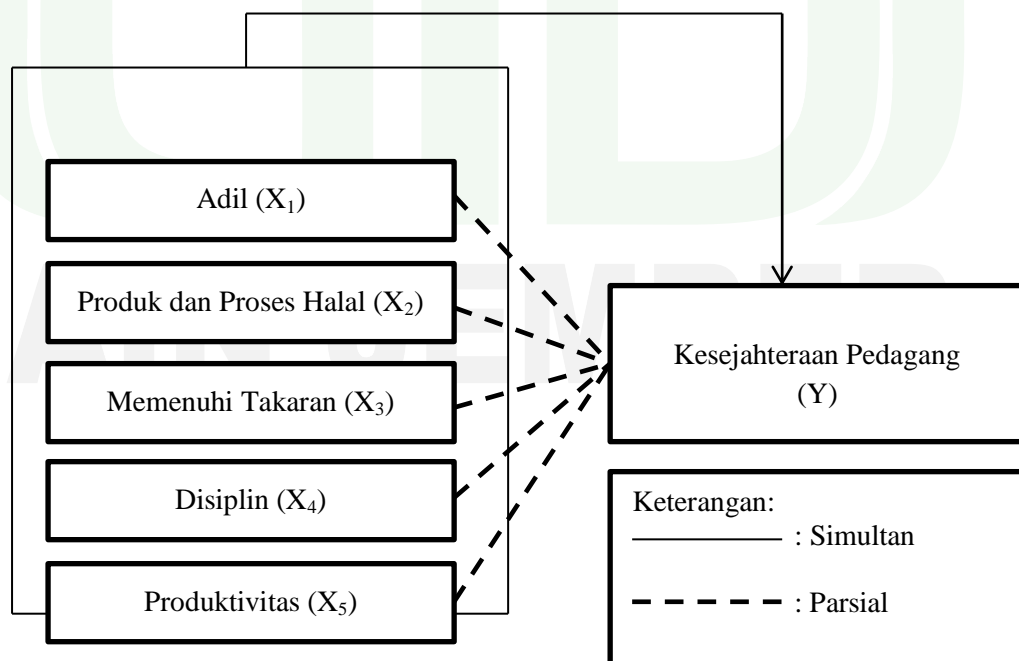 Adil (X₁)
Produk dan Proses Halal (X₂)
Memenuhi Takaran (X₃)
Disiplin (X₄)
Produktivitas (X₅)
Kesejahteraan Pedagang
(Y)
Keterangan:
: Simultan
: Parsial